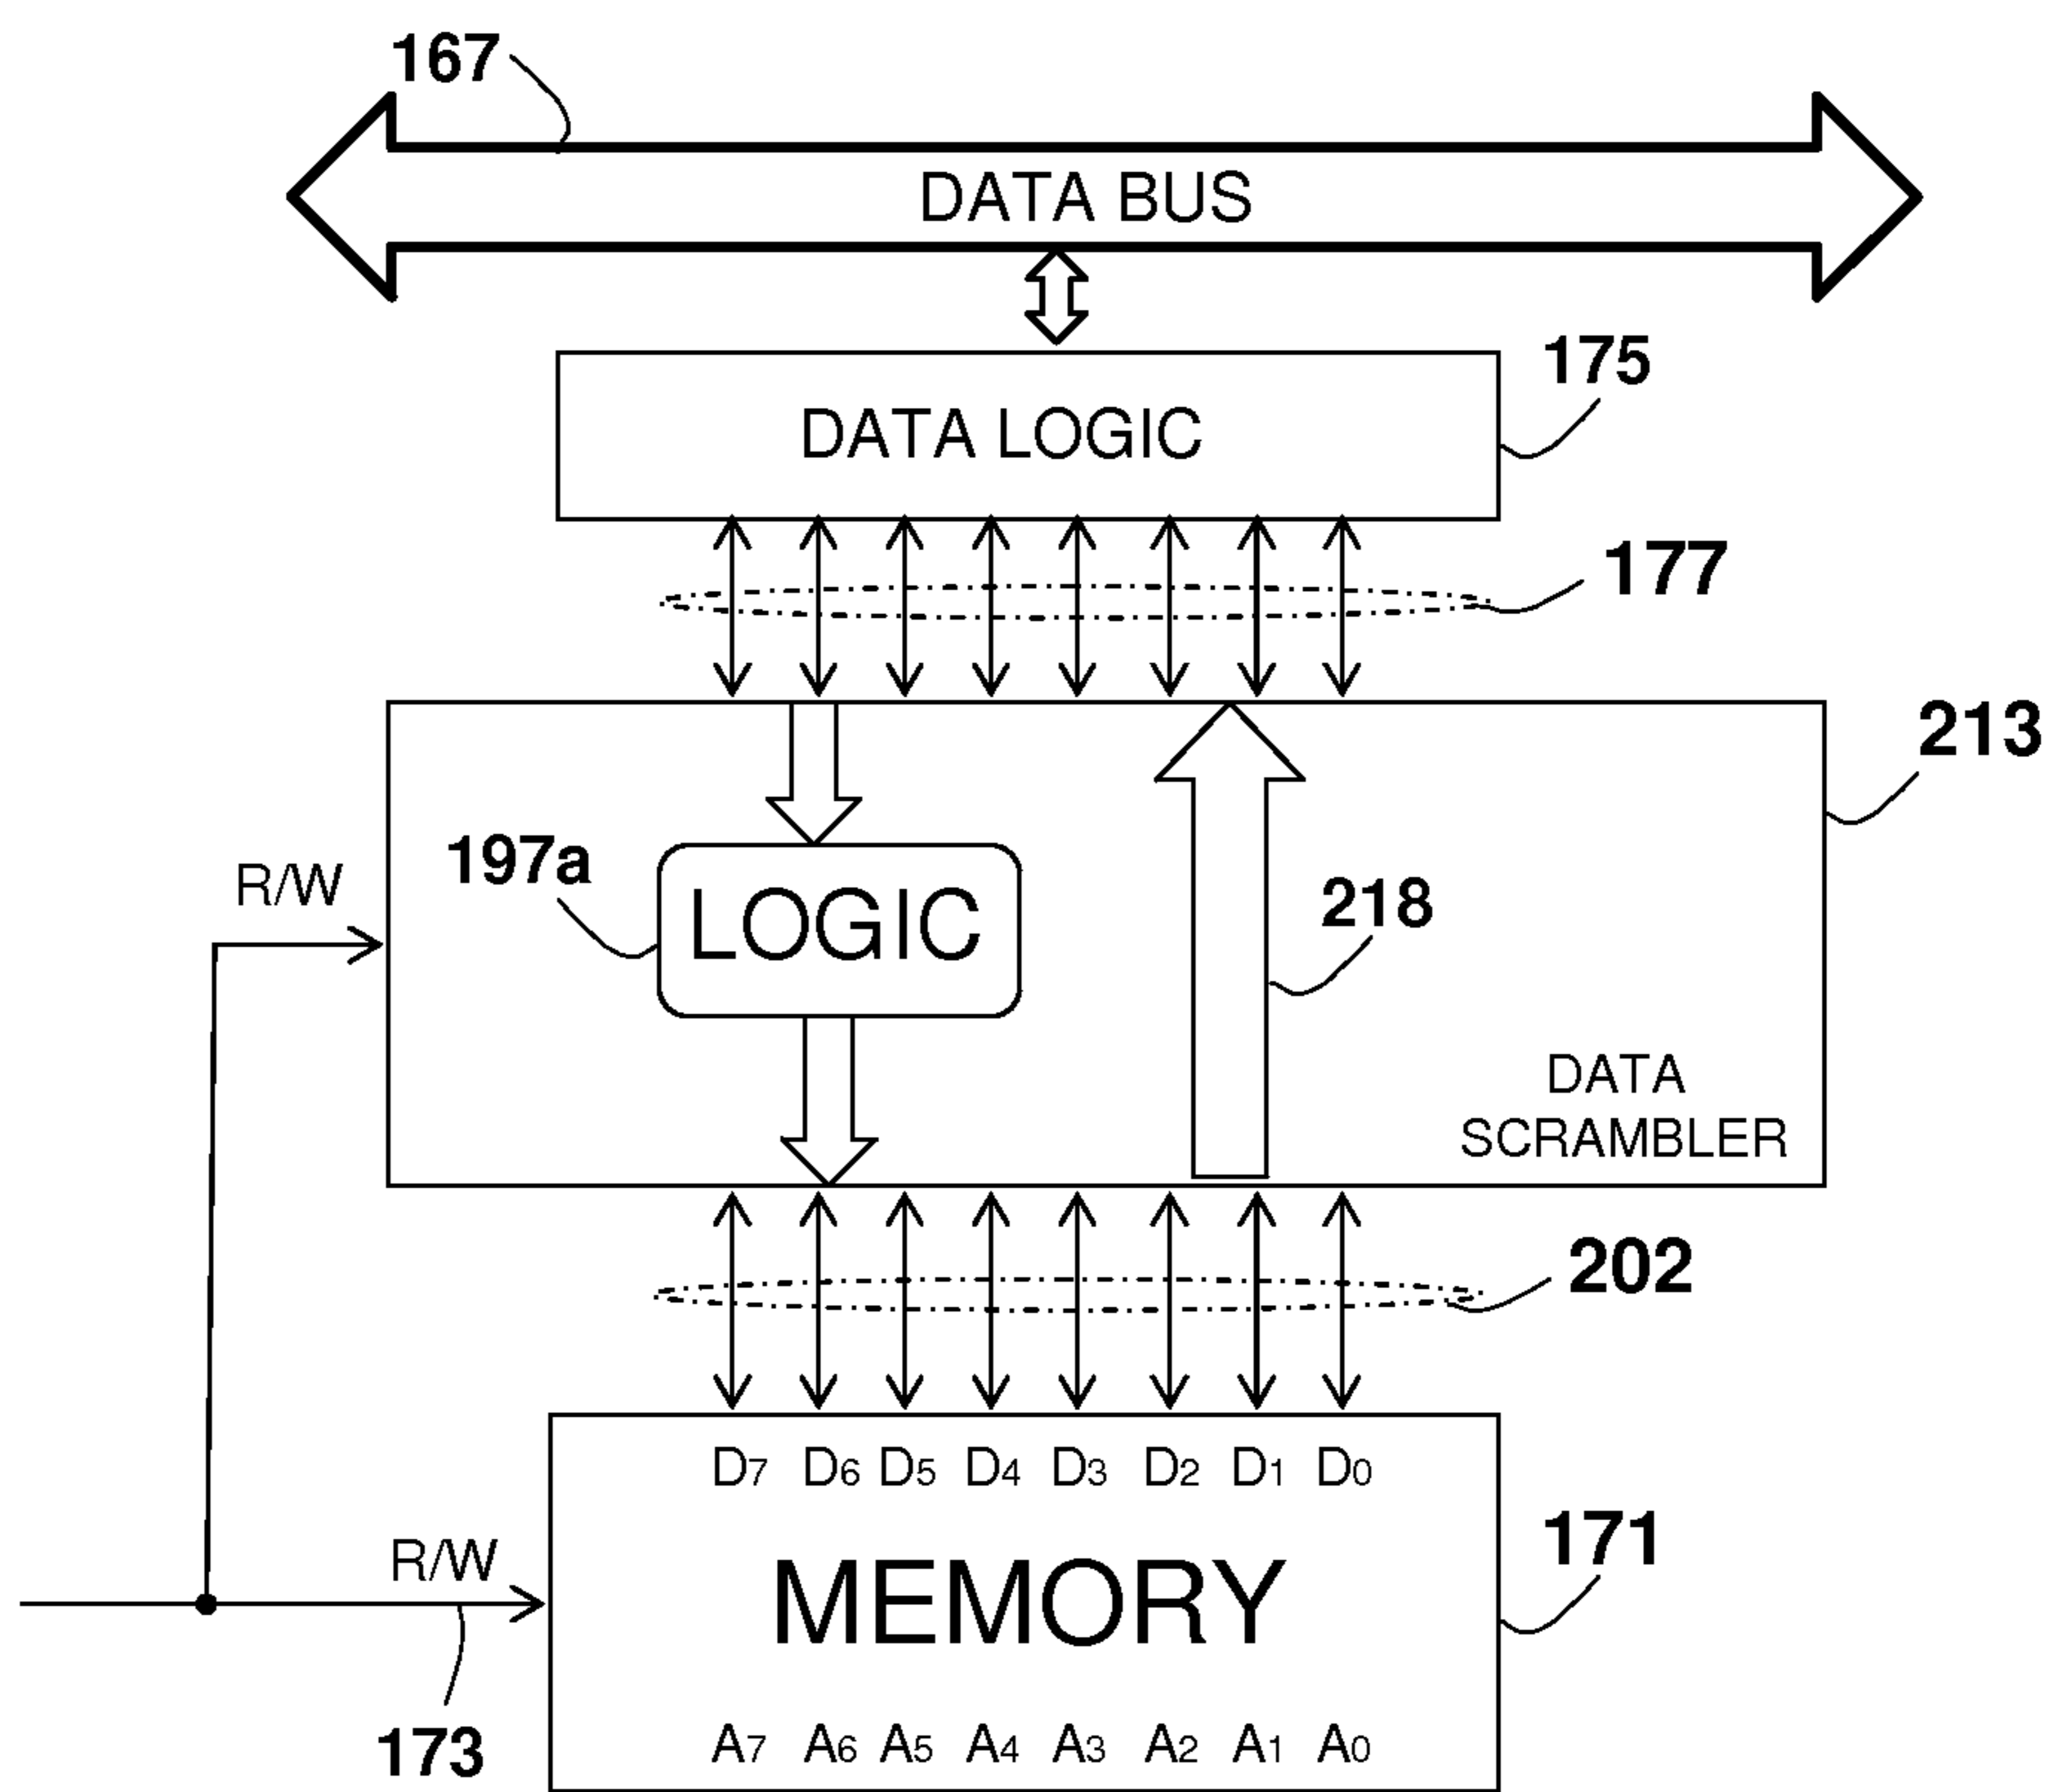 167
DATA BUS
175
DATA LOGIC
177
213
197a
R/W
LOGIC
218
DATA
SCRAMBLER
202
D7 D6 D5 D4 D3 D2 D1 D0
171
R/W
MEMORY
173
A7 A6 A5 A4 A3 A2 A1 A0